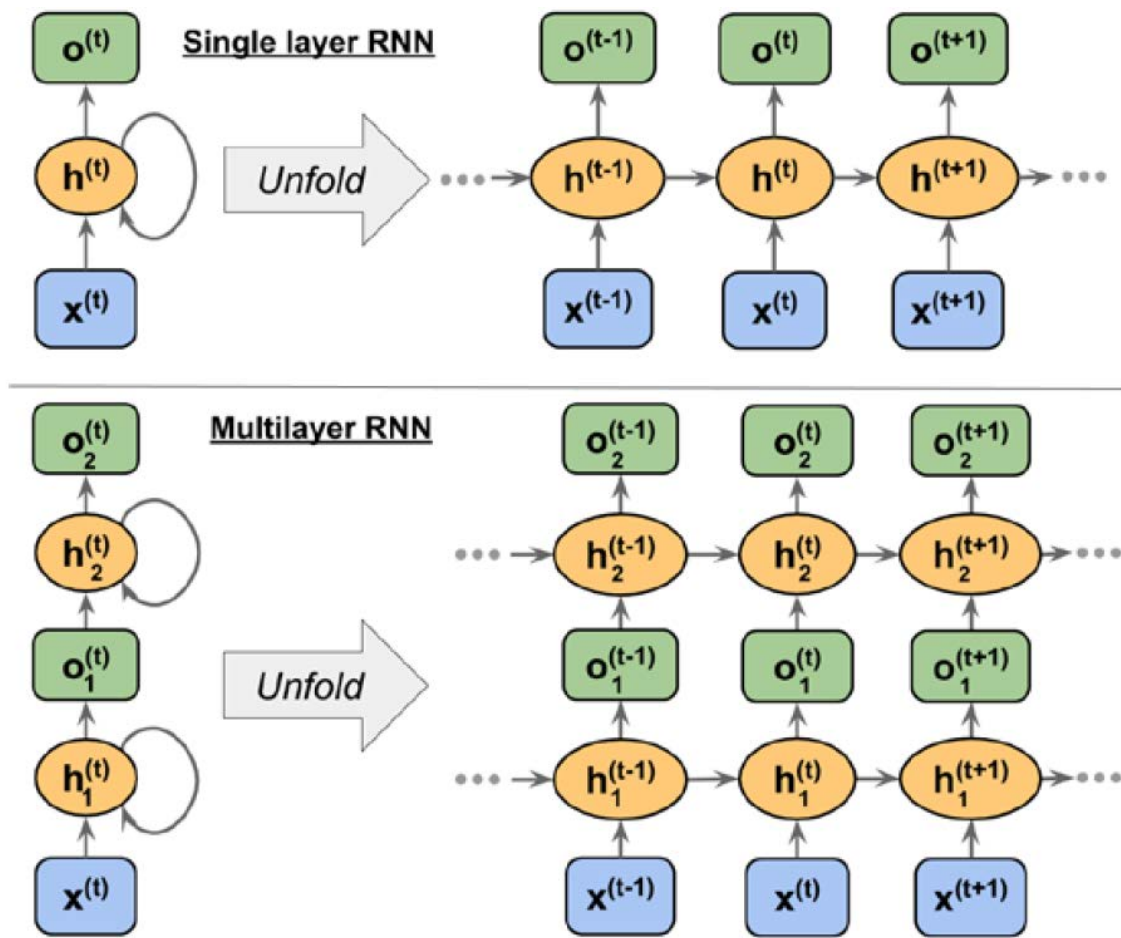 o(t) Single layer RNN o(t-1) o(t) o(t+1)
h(t) Unfold ••• h(t-1) h(t) h(t+1) •••
x(t) x(t-1) x(t) x(t+1)
o2(t) Multilayer RNN o2(t-1) o2(t) o2(t+1)
h2(t) ••• h2(t-1) h2(t) h2(t+1) •••
o1(t) Unfold o1(t-1) o1(t) o1(t+1)
h1(t) ••• h1(t-1) h1(t) h1(t+1) •••
x(t) x(t-1) x(t) x(t+1)